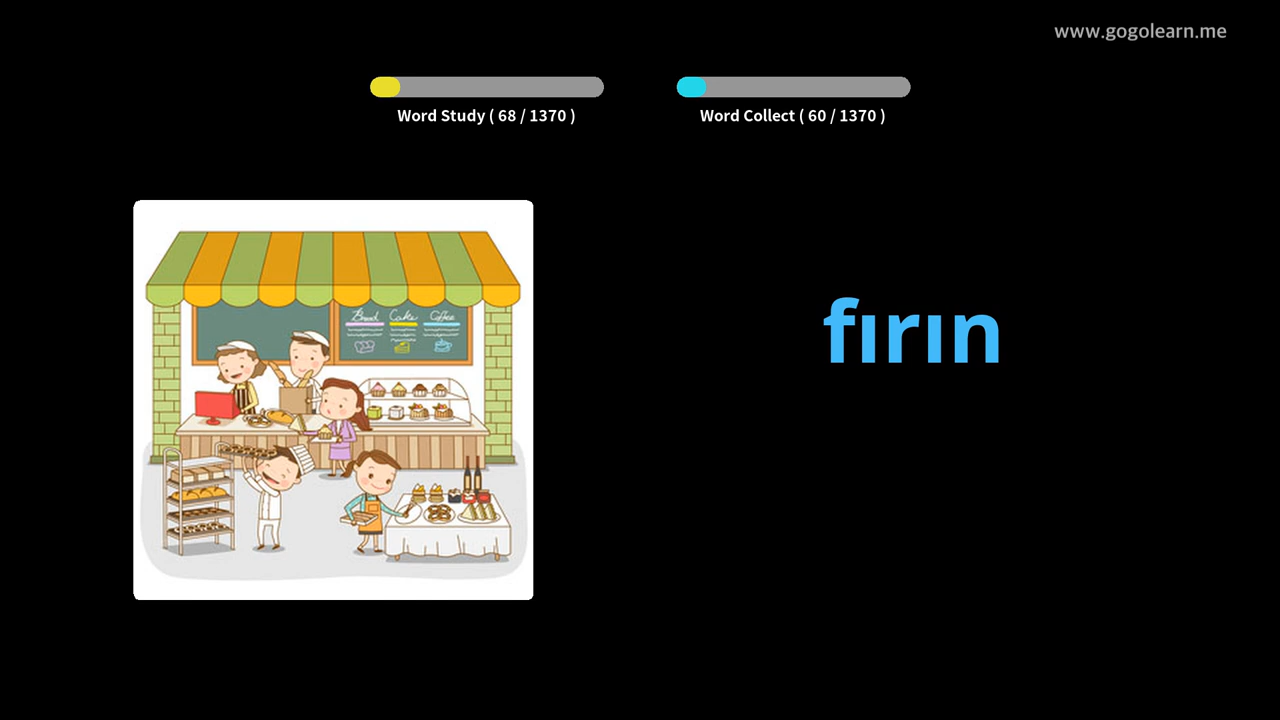 www.gogolearn.me
Word Study ( 68 / 1370 )
Word Collect ( 60 / 1370 )
Bread Cake Coffee
fırın